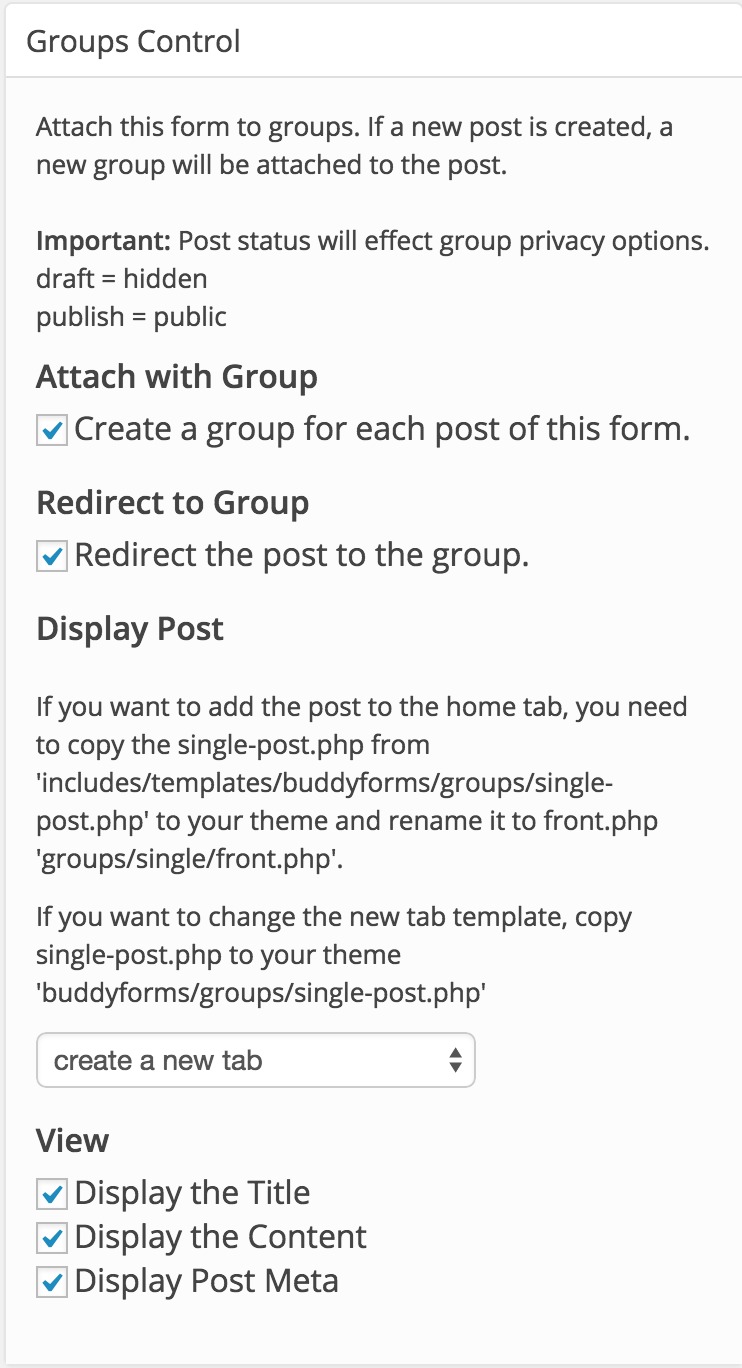 Groups Control
Attach this form to groups. If a new post is created, a
new group will be attached to the post.
Important: Post status will effect group privacy options.
draft = hidden
publish = public
Attach with Group
Create a group for each post of this form.
Redirect to Group
Redirect the post to the group.
Display Post
If you want to add the post to the home tab, you need
to copy the single-post.php from
'includes/templates/buddyforms/groups/single-
post.php' to your theme and rename it to front.php
'groups/single/front.php'.
If you want to change the new tab template, copy
single-post.php to your theme
'buddyforms/groups/single-post.php'
create a new tab
View
Display the Title
Display the Content
Display Post Meta